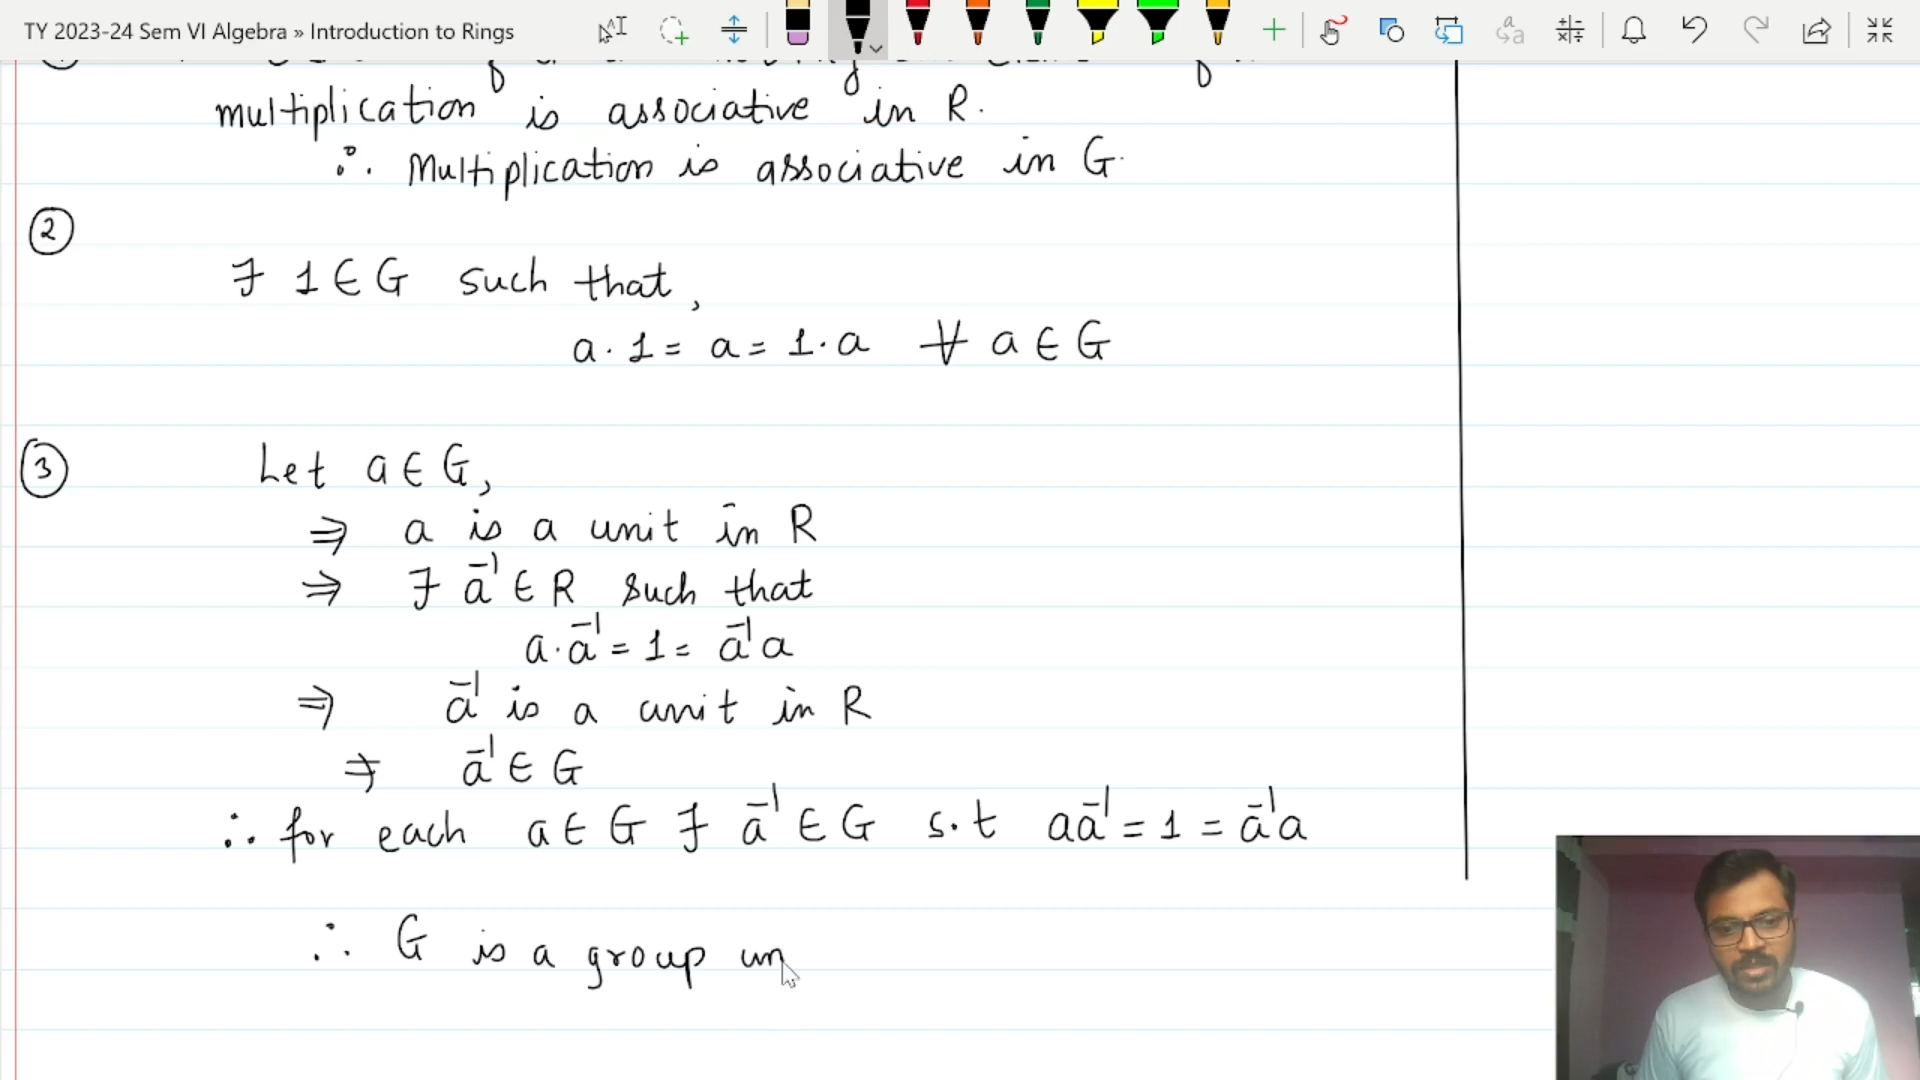 TY 2023-24 Sem VI Algebra » Introduction to Rings
multiplication is associative in R.
∴ Multiplication is associative in G.
②
∃ 1 ∈ G such that,
a · 1 = a = 1 · a ∀ a ∈ G
③ Let a ∈ G,
⇒ a is a unit in R
⇒ ∃ a⁻¹ ∈ R such that
a · a⁻¹ = 1 = a⁻¹a
⇒ a⁻¹ is a unit in R
⇒ a⁻¹ ∈ G
∴ for each a ∈ G ∃ a⁻¹ ∈ G s.t aa⁻¹ = 1 = a⁻¹a
∴ G is a group un